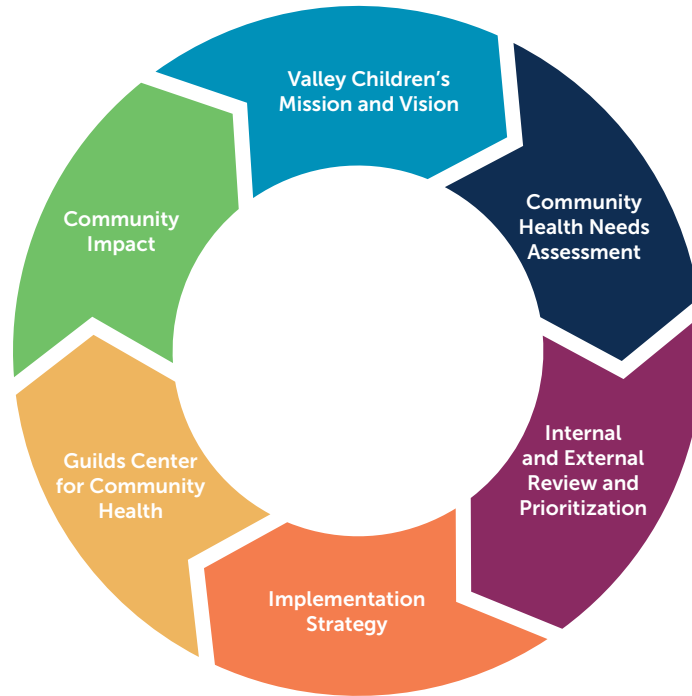 Valley Children's
Mission and Vision
Community
Health Needs
Assessment
Internal
and External
Review and
Prioritization
Implementation
Strategy
Guilds Center
for Community
Health
Community
Impact